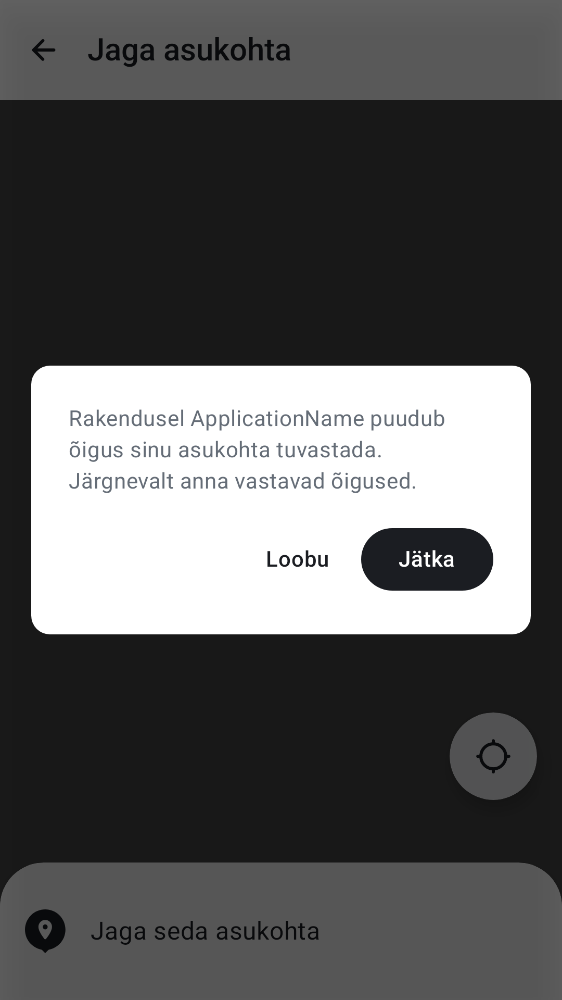 Jaga asukohta
Rakendusel ApplicationName puudub
õigus sinu asukohta tuvastada.
Järgnevalt anna vastavad õigused.
Loobu
Jätka
Jaga seda asukohta